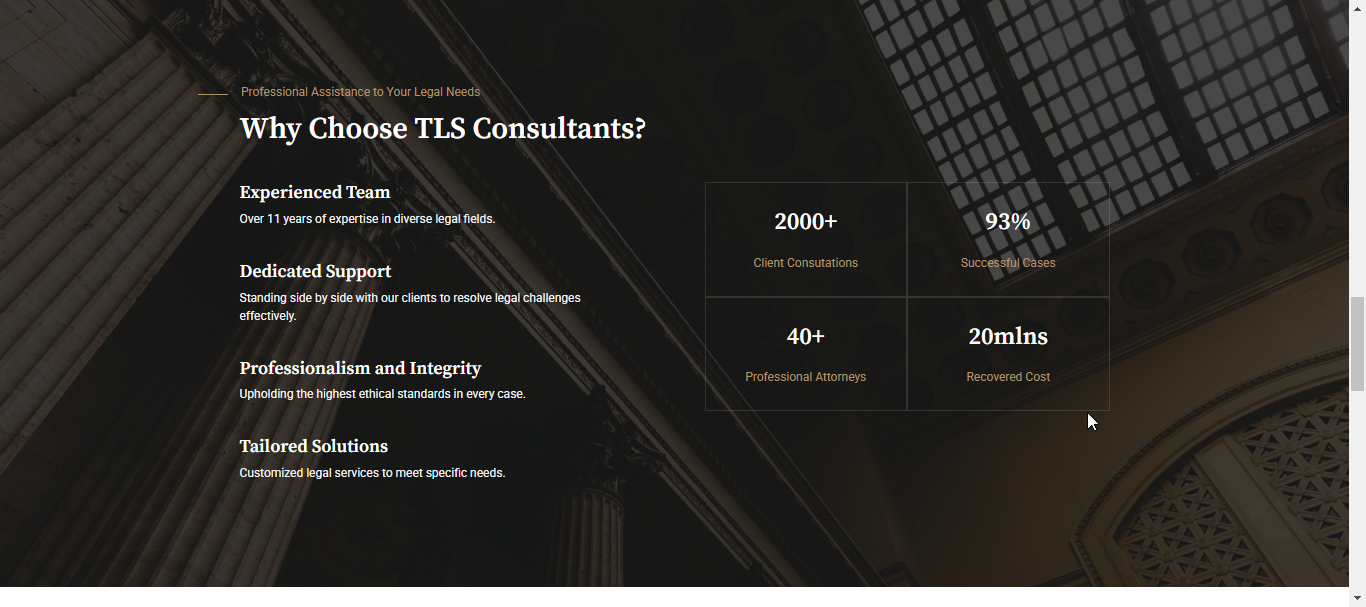 Professional Assistance to Your Legal Needs
Why Choose TLS Consultants?
Experienced Team
Over 11 years of expertise in diverse legal fields.
Dedicated Support
Standing side by side with our clients to resolve legal challenges
effectively.
Professionalism and Integrity
Upholding the highest ethical standards in every case.
Tailored Solutions
Customized legal services to meet specific needs.
2000+
Client Consutations
93%
Successful Cases
40+
Professional Attorneys
20mlns
Recovered Cost